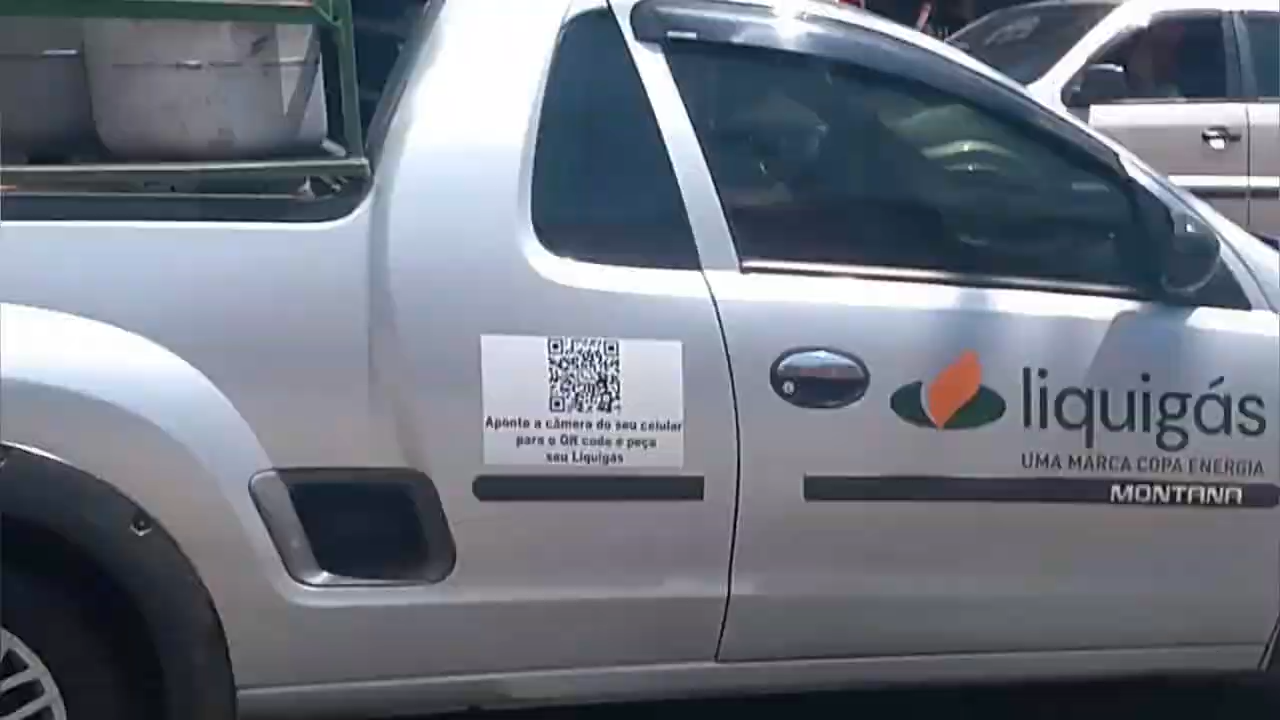 Aponte a câmera do seu celular
para o QR code e peça
seu Liquigás
liquigás
UMA MARCA COPA ENERGIA
MONTANA